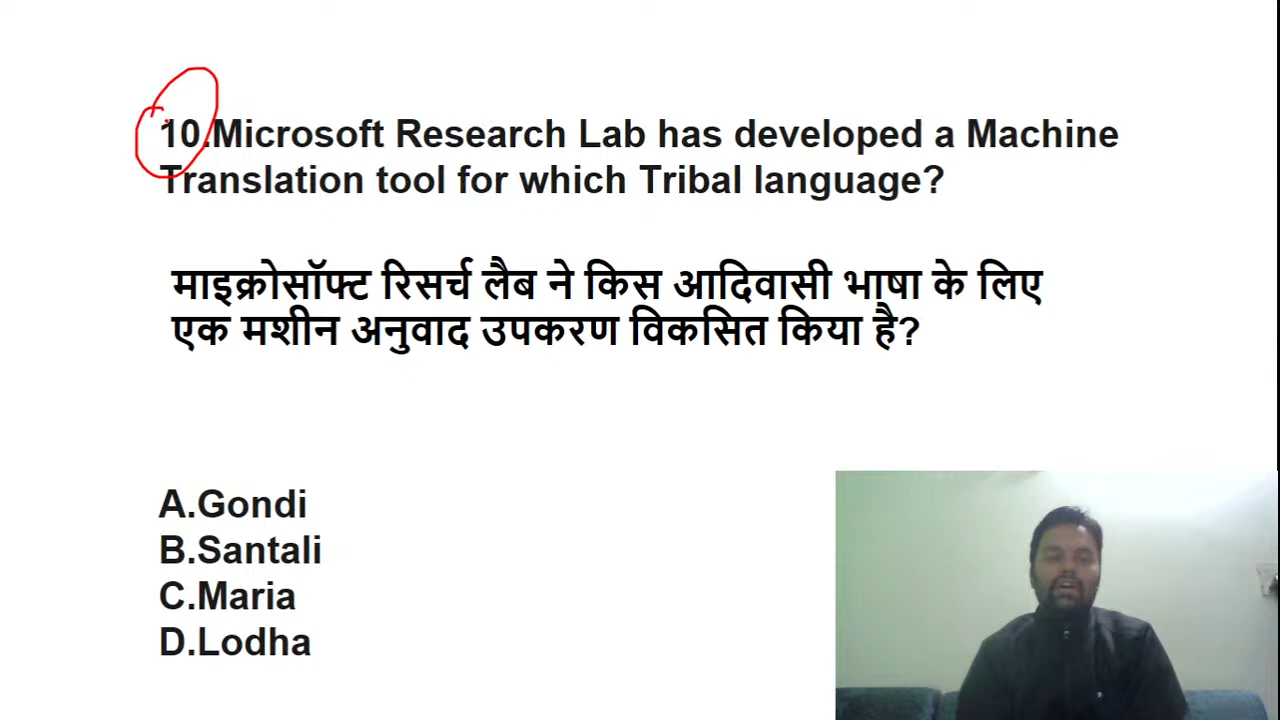 10.Microsoft Research Lab has developed a Machine
Translation tool for which Tribal language?
माइक्रोसॉफ्ट रिसर्च लैब ने किस आदिवासी भाषा के लिए
एक मशीन अनुवाद उपकरण विकसित किया है?
A.Gondi
B.Santali
C.Maria
D.Lodha